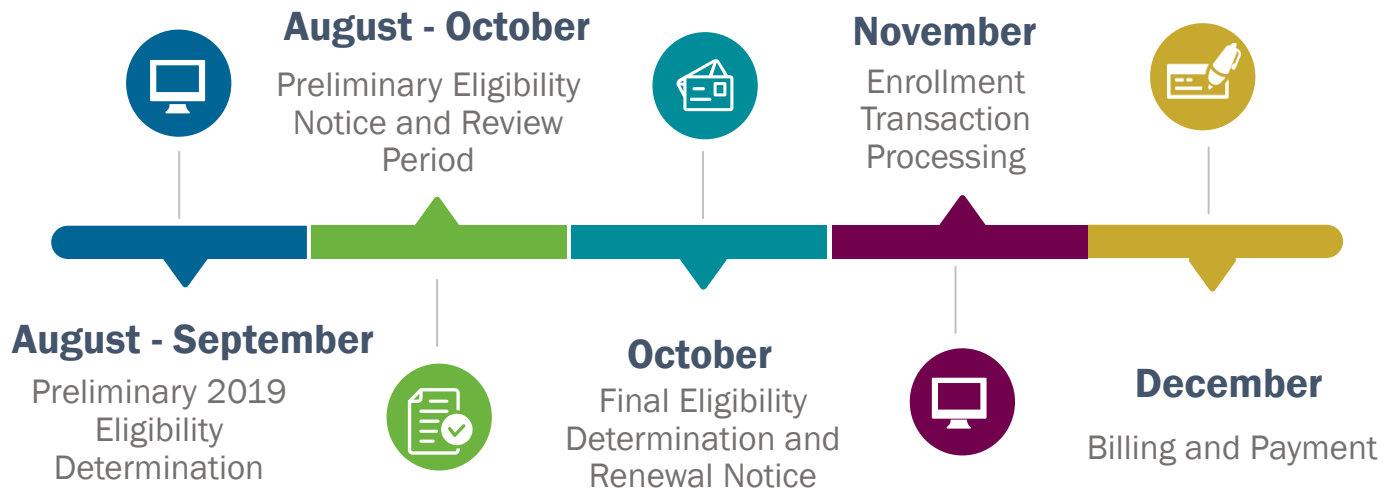 August - September
Preliminary 2019
Eligibility
Determination
August - October
Preliminary Eligibility
Notice and Review
Period
October
Final Eligibility
Determination and
Renewal Notice
November
Enrollment
Transaction
Processing
December
Billing and Payment